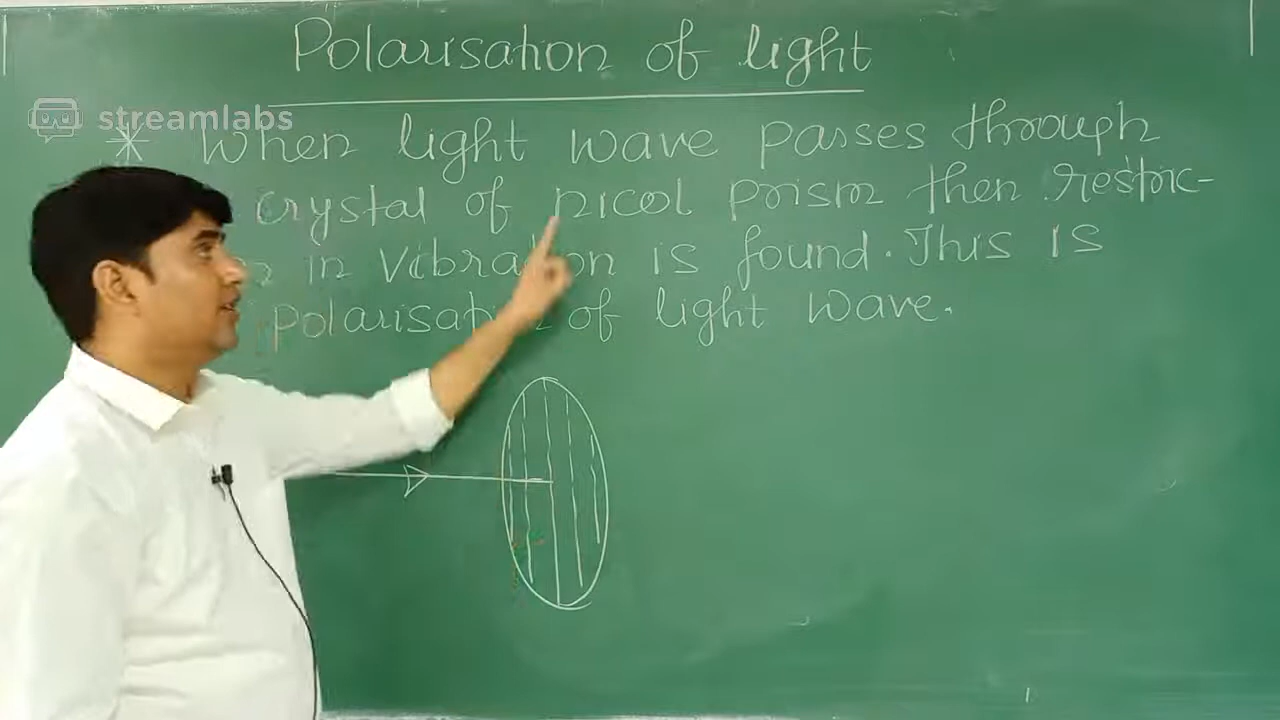 Polarisation of light
streamlabs
* When light wave passes through
crystal of nicol prism then restric-
n in vibration is found. This is
polarisation of light wave.